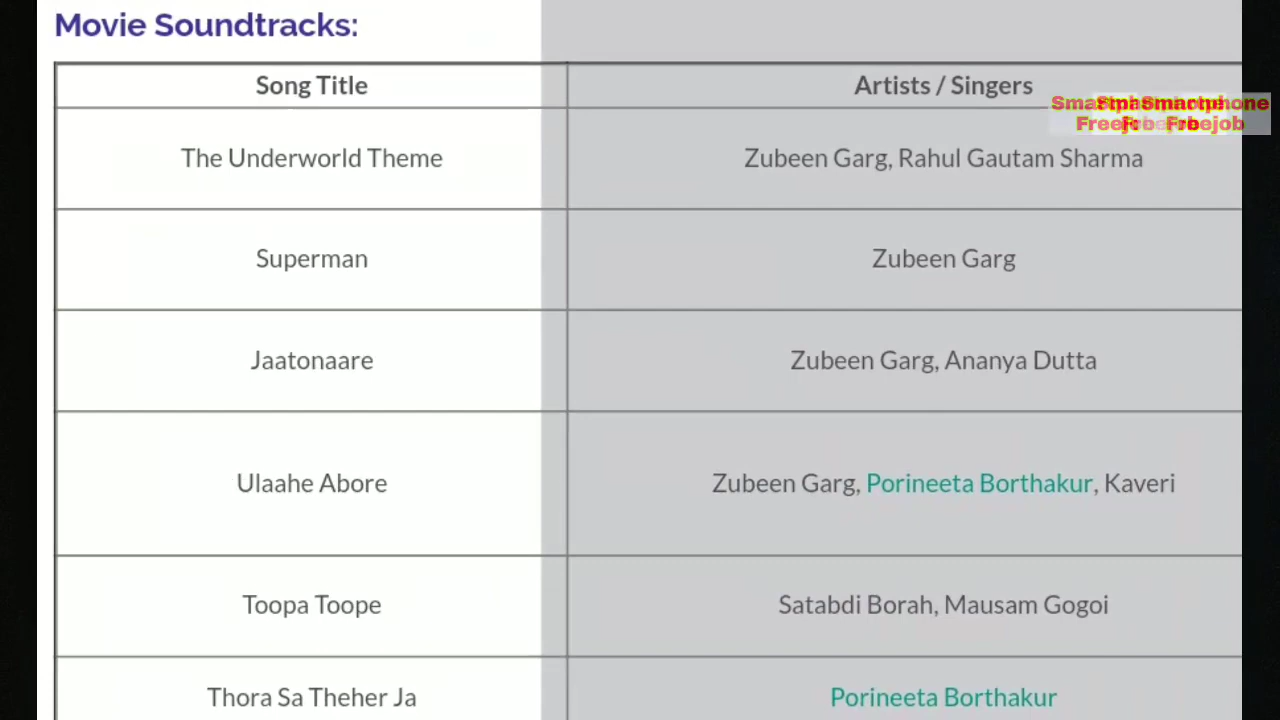 Movie Soundtracks:
Song Title Artists / Singers
Smartphone
Freejob
The Underworld Theme Zubeen Garg, Rahul Gautam Sharma
Superman Zubeen Garg
Jaatonaare Zubeen Garg, Ananya Dutta
Ulaahe Abore Zubeen Garg, Porineeta Borthakur, Kaveri
Toopa Toope Satabdi Borah, Mausam Gogoi
Thora Sa Theher Ja Porineeta Borthakur